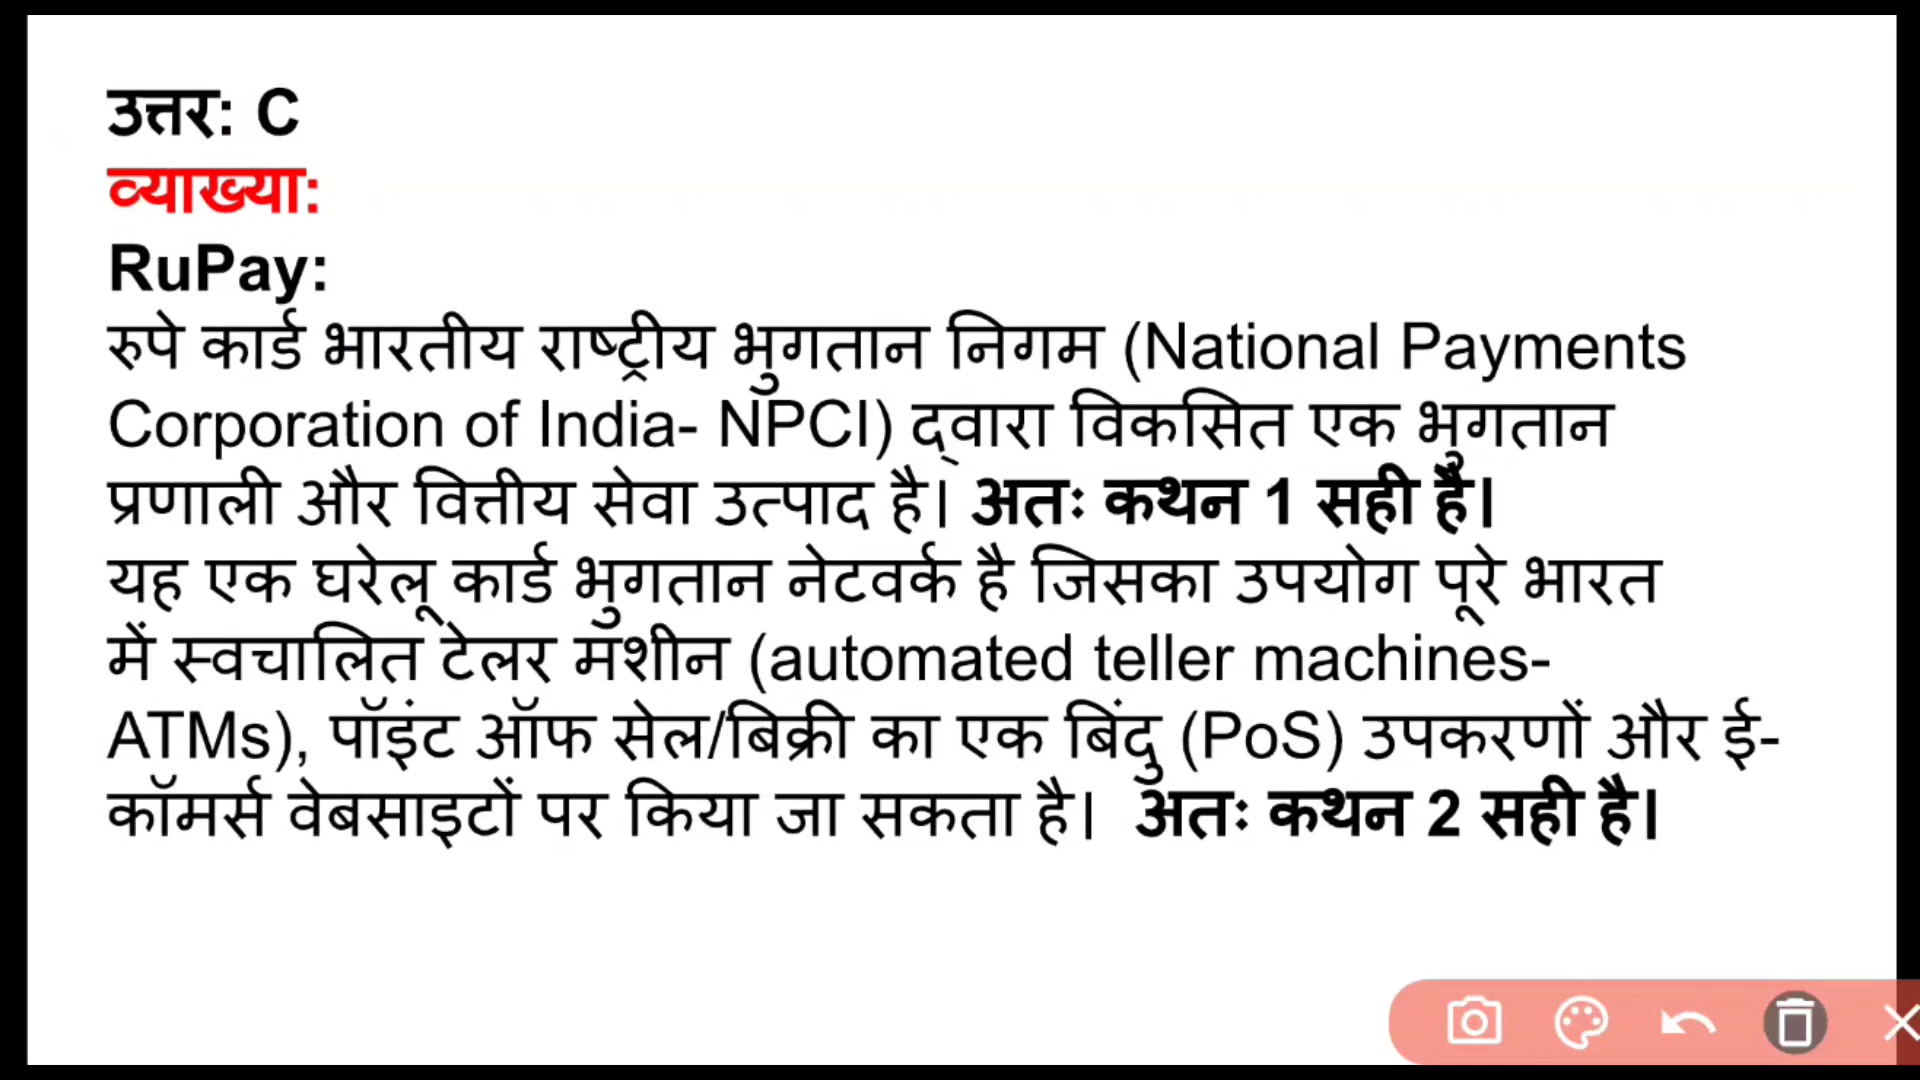 उत्तर: C
व्याख्या:
RuPay:
रुपे कार्ड भारतीय राष्ट्रीय भुगतान निगम (National Payments
Corporation of India- NPCI) द्वारा विकसित एक भुगतान
प्रणाली और वित्तीय सेवा उत्पाद है। अतः कथन 1 सही है।
यह एक घरेलू कार्ड भुगतान नेटवर्क है जिसका उपयोग पूरे भारत
में स्वचालित टेलर मशीन (automated teller machines-
ATMs), पॉइंट ऑफ सेल/बिक्री का एक बिंदु (PoS) उपकरणों और ई-
कॉमर्स वेबसाइटों पर किया जा सकता है। अतः कथन 2 सही है।